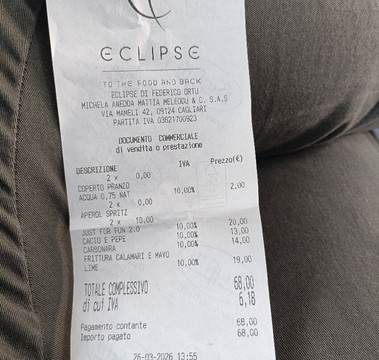 ECLIPSE
TO THE FOOD AND BACK
ECLIPSE DI FEDERICO ORTU
MICHELA ANEDDA MATTIA MELEDDU & C. S.A.S
VIA MAMELI 42, 09124 CAGLIARI
PARTITA IVA 03821700923
DOCUMENTO COMMERCIALE
di vendita o prestazione
DESCRIZIONE IVA Prezzo(€)
2 x 0,00
COPERTO PRANZO
ACQUA 0,75 NAT 10,00% 2,00
2 x 0,00
APEROL SPRITZ
2 x 10,00
JUST FOR FUN 2.0 10,00% 20,00
CACIO E PEPE 10,00% 13,00
CARBONARA 14,00
FRITTURA CALAMARI E MAYO
LIME 10,00% 19,00
TOTALE COMPLESSIVO 68,00
di cui IVA 6,18
Pagamento contante 68,00
Importo pagato 68,00
26-03-2026 13:55